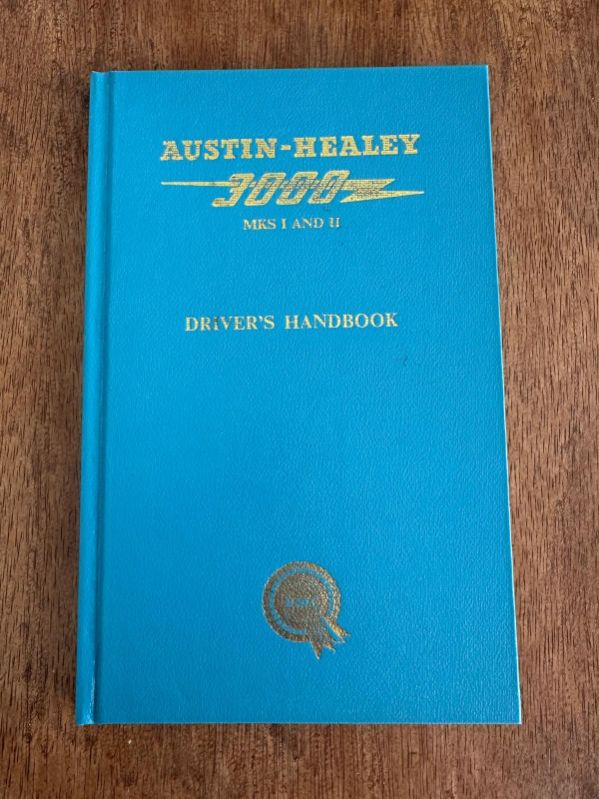 AUSTIN-HEALEY
3000
MKS I AND II
DRIVER'S HANDBOOK